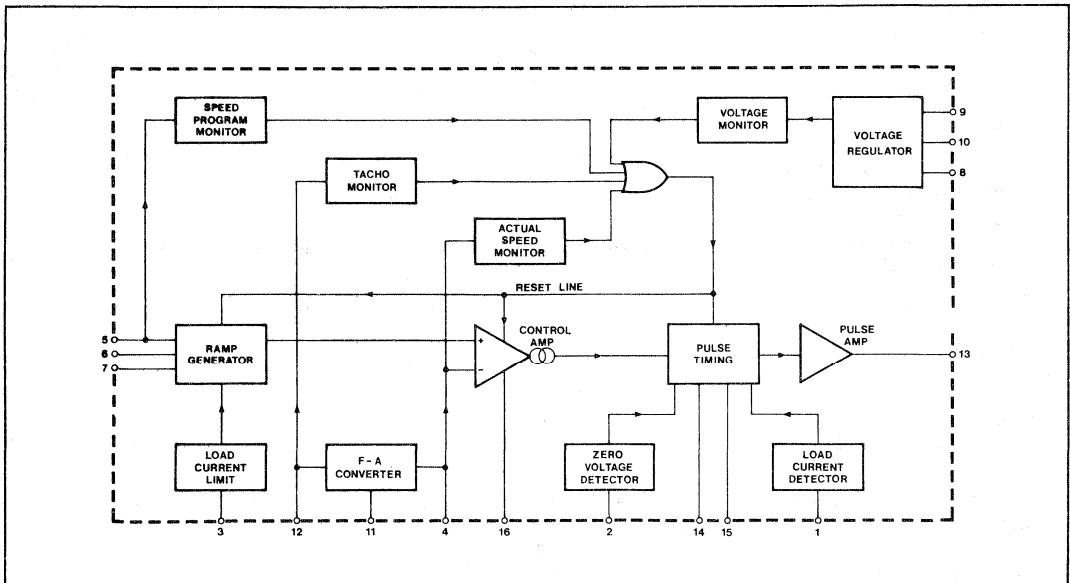 SPEED
PROGRAM
MONITOR
VOLTAGE
MONITOR
VOLTAGE
REGULATOR
9
10
8
TACHO
MONITOR
ACTUAL
SPEED
MONITOR
RESET LINE
5
6
7
RAMP
GENERATOR
+
−
CONTROL
AMP
PULSE
TIMING
PULSE
AMP
13
LOAD
CURRENT
LIMIT
F - A
CONVERTER
ZERO
VOLTAGE
DETECTOR
LOAD
CURRENT
DETECTOR
3
12
11
4
16
2
14
15
1